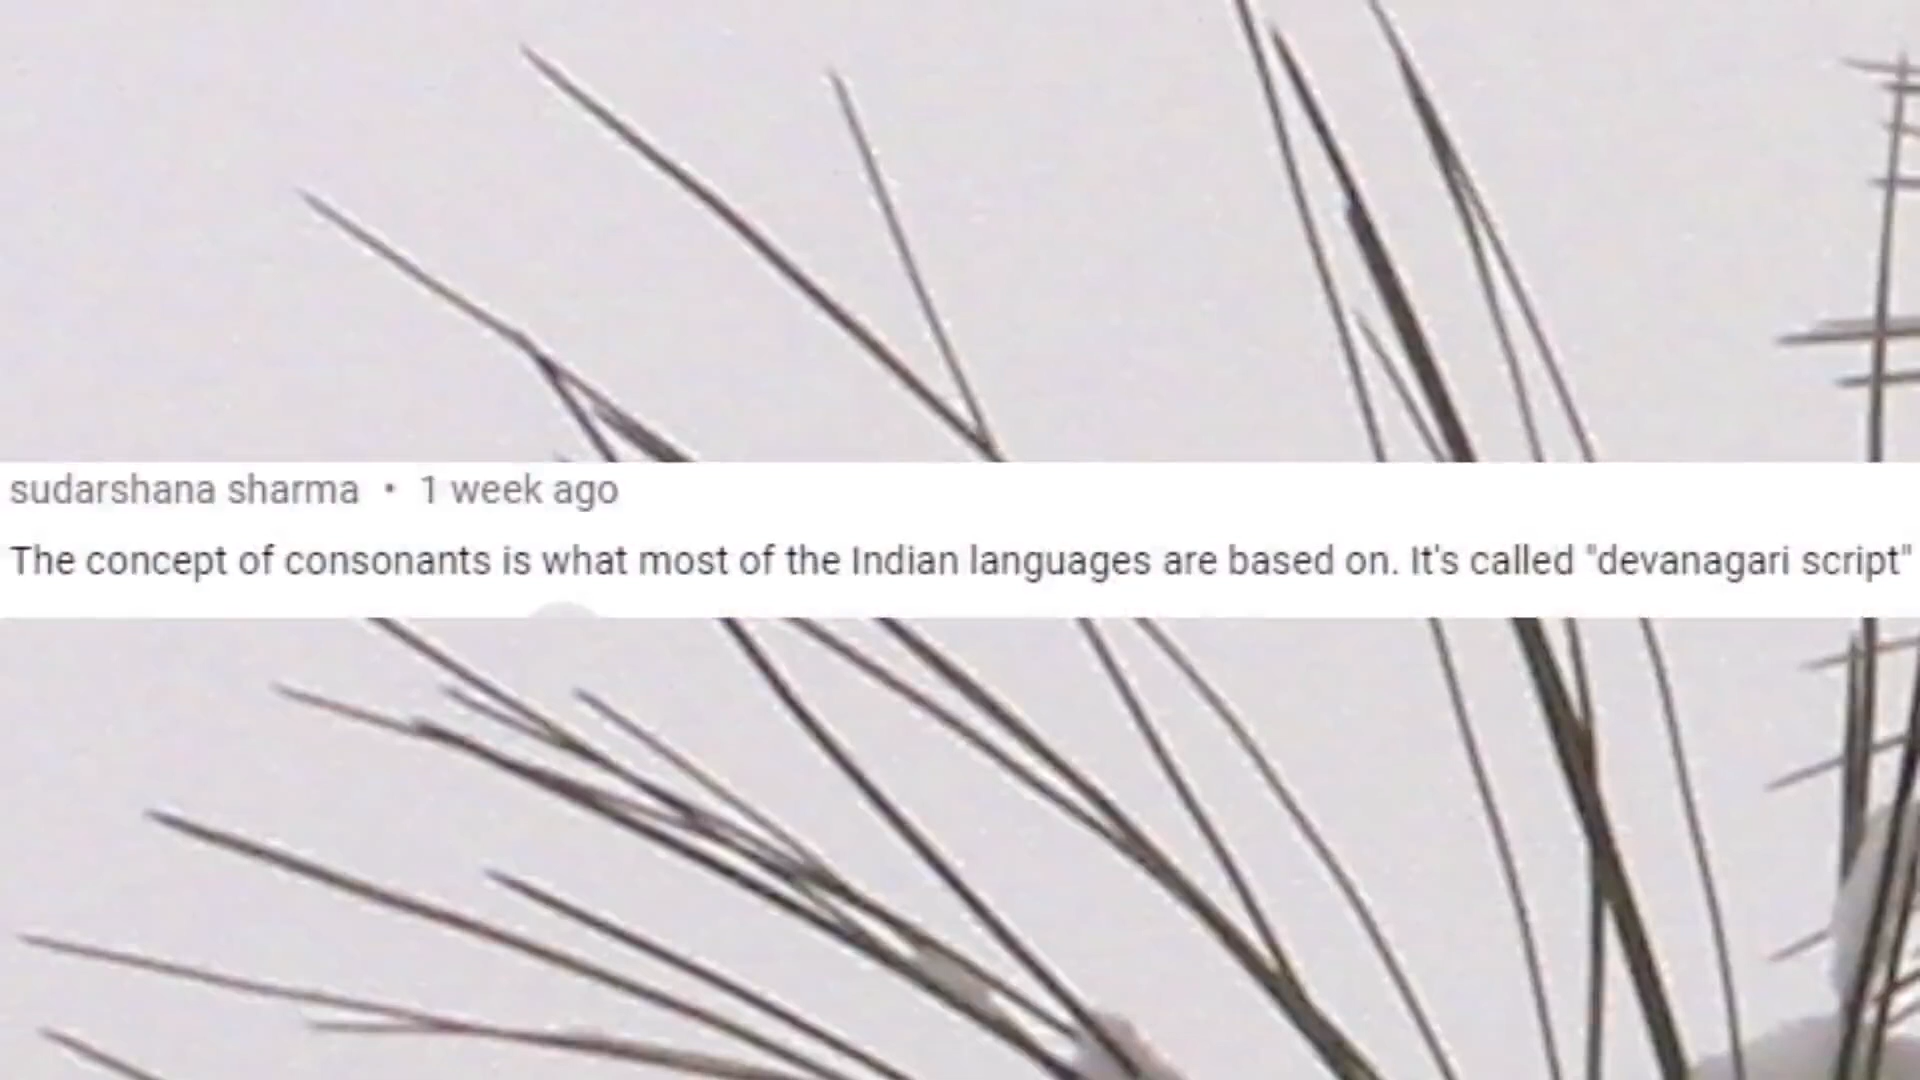 sudarshana sharma • 1 week ago
The concept of consonants is what most of the Indian languages are based on. It's called "devanagari script"